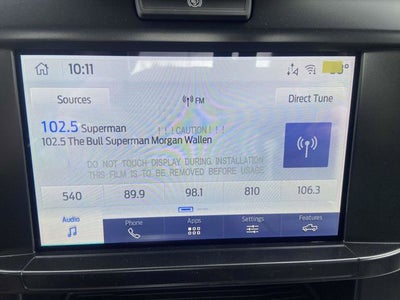 10:11
Sources
FM
Direct Tune
102.5 Superman
!!!CAUTION!!!
102.5 The Bull Superman Morgan Wallen
DO NOT TOUCH DISPLAY DURING INSTALLATION
THIS FILM IS TO BE REMOVED BEFORE USAGE
540 89.9 98.1 810 106.3
Audio Phone Apps Settings Features